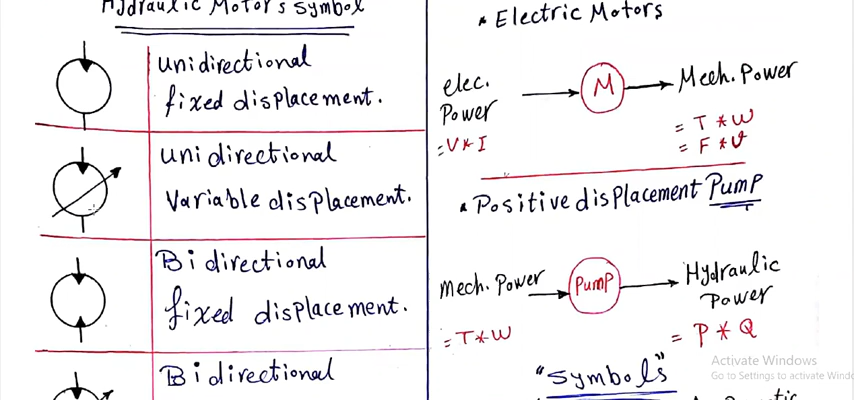 Hydraulic Motors Symbol
unidirectional
fixed displacement.
unidirectional
Variable displacement.
Bidirectional
fixed displacement.
Bidirectional
* Electric Motors
elec.
Power
= V * I
M
Mech. Power
= T * W
= F * V
* Positive displacement Pump
Mech. Power
= T * W
Pump
Hydraulic
Power
= P * Q
"Symbols"
Activate Windows
Go to Settings to activate Win